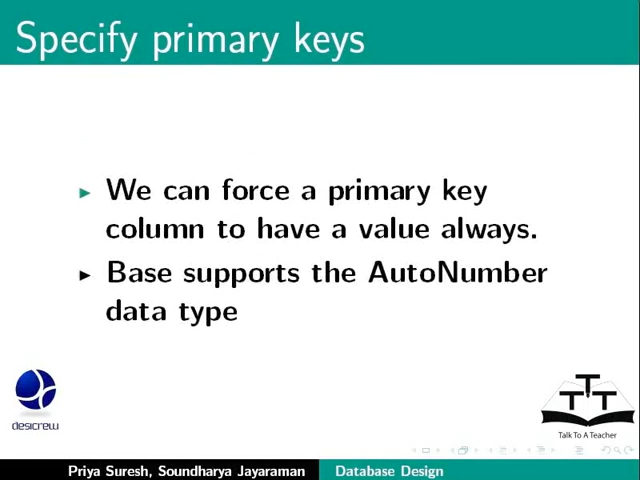 Specify primary keys
We can force a primary key
column to have a value always.
Base supports the AutoNumber
data type
desicrew
T T T
Talk To A Teacher
Priya Suresh, Soundharya Jayaraman
Database Design